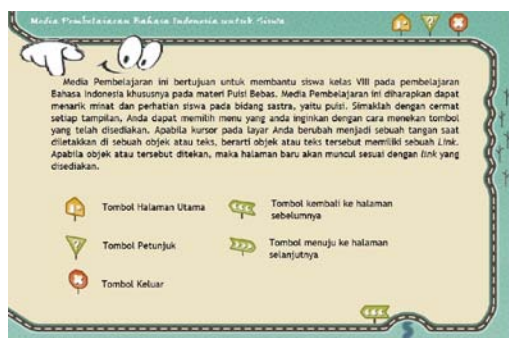 Media Pembelajaran Bahasa Indonesia untuk Siswa
Media Pembelajaran ini bertujuan untuk membantu siswa kelas VIII pada pembelajaran
Bahasa Indonesia khususnya pada materi Puisi Bebas. Media Pembelajaran ini diharapkan dapat
menarik minat dan perhatian siswa pada bidang sastra, yaitu puisi. Simaklah dengan cermat
setiap tampilan, Anda dapat memilih menu yang anda inginkan dengan cara menekan tombol
yang telah disediakan. Apabila kursor pada layar Anda berubah menjadi sebuah tangan saat
diletakkan di sebuah objek atau teks, berarti objek atau teks tersebut memiliki sebuah Link.
Apabila objek atau tersebut ditekan, maka halaman baru akan muncul sesuai dengan link yang
disediakan.
Tombol Halaman Utama
Tombol kembali ke halaman
sebelumnya
Tombol Petunjuk
Tombol menuju ke halaman
selanjutnya
Tombol Keluar